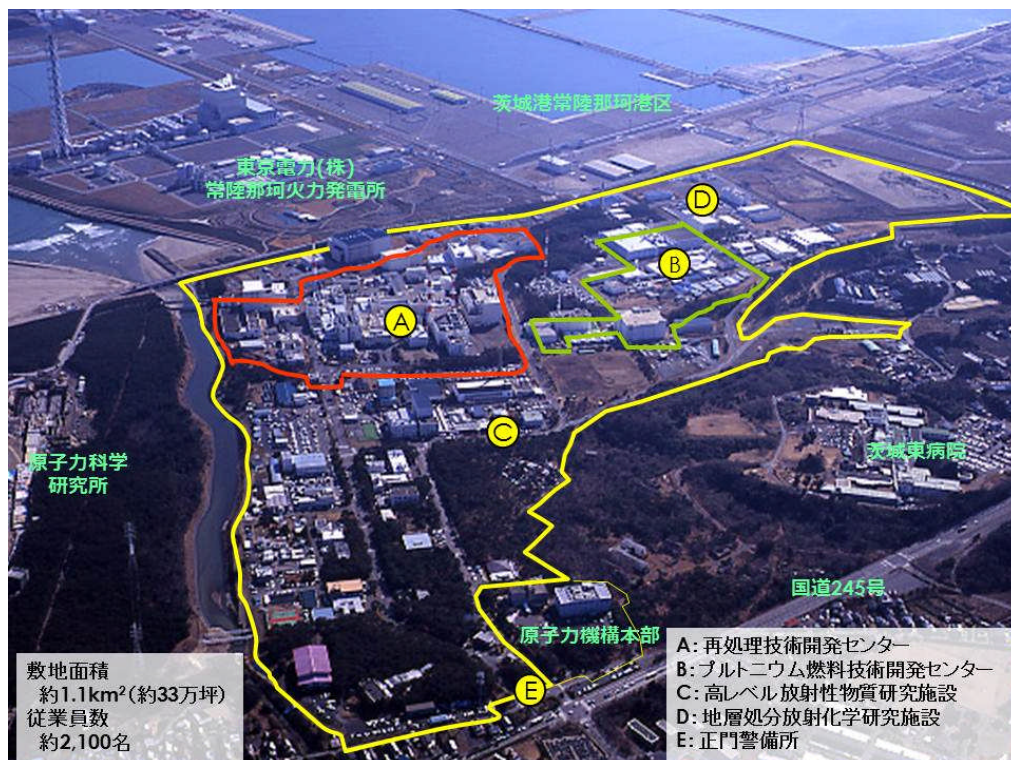 茨城港常陸那珂港区
東京電力(株)
常陸那珂火力発電所
D
B
A
C
原子力科学
研究所
茨城東病院
国道245号
原子力機構本部
E
敷地面積
約1.1km²(約33万坪)
従業員数
約2,100名
A:再処理技術開発センター
B:プルトニウム燃料技術開発センター
C:高レベル放射性物質研究施設
D:地層処分放射化学研究施設
E:正門警備所